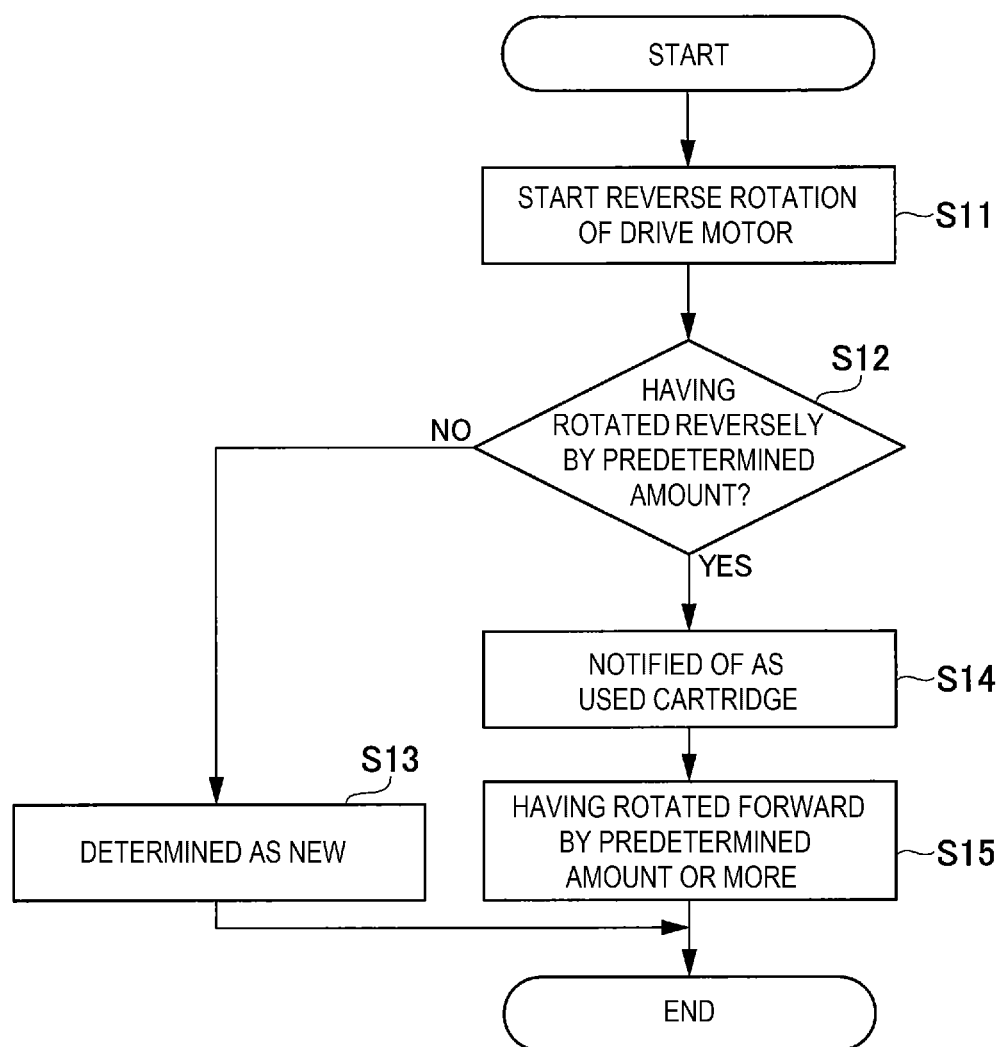 START
START REVERSE ROTATION
OF DRIVE MOTOR
S11
S12
HAVING
ROTATED REVERSELY
BY PREDETERMINED
AMOUNT?
NO
YES
NOTIFIED OF AS
USED CARTRIDGE
S14
S13
DETERMINED AS NEW
HAVING ROTATED FORWARD
BY PREDETERMINED
AMOUNT OR MORE
S15
END